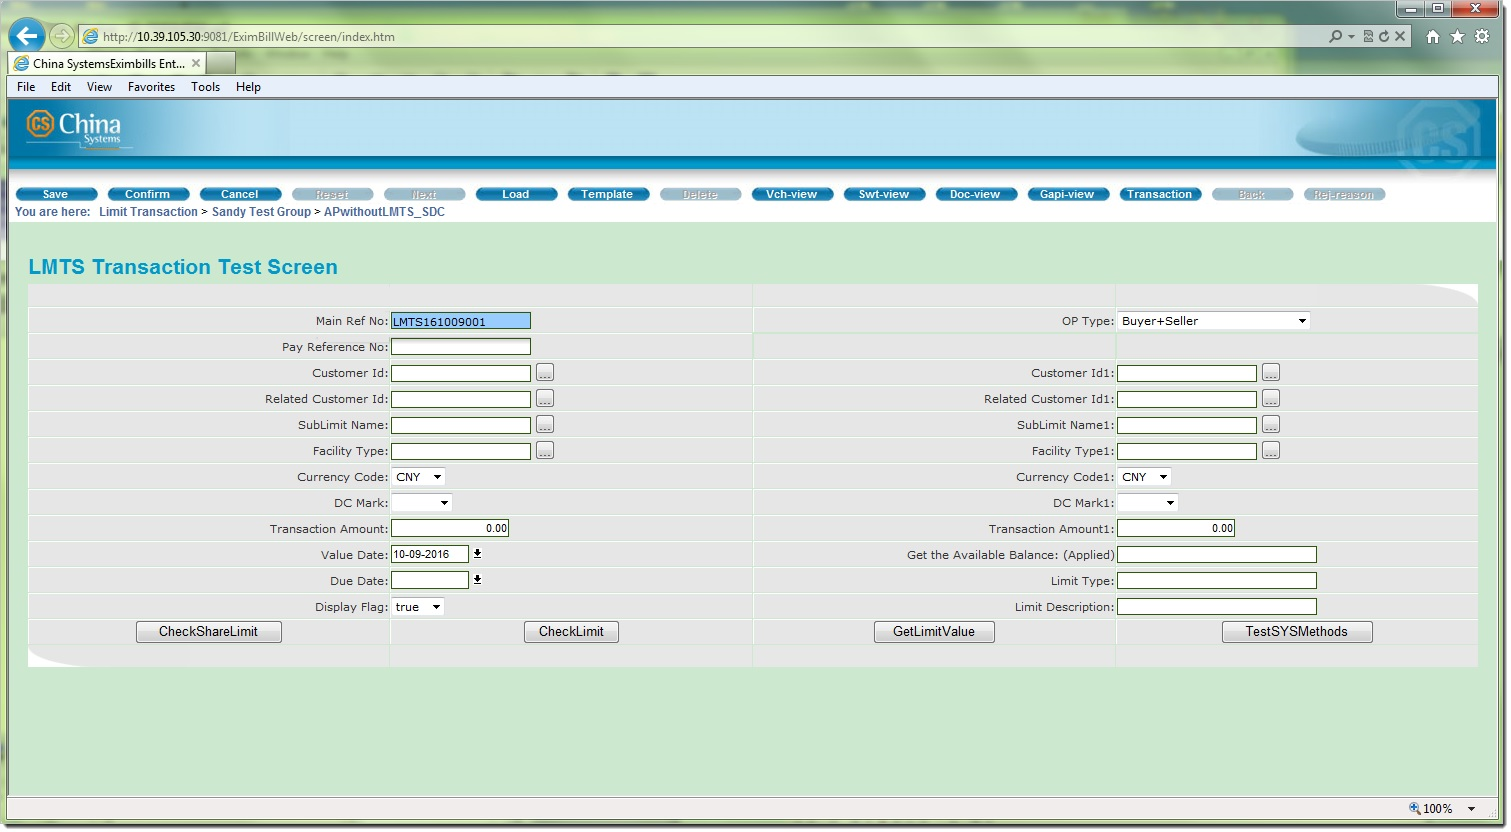 http://10.39.105.30:9081/EximBillWeb/screen/index.htm
China SystemsEximbills Ent...
File Edit View Favorites Tools Help
CS China Systems
CSI
Save Confirm Cancel Reset Next Load Template Delete Vch-view Swt-view Doc-view Gapi-view Transaction Back Rej-reason
You are here: Limit Transaction > Sandy Test Group > APwithoutLMTS_SDC
LMTS Transaction Test Screen
Main Ref No: LMTS161009001 OP Type: Buyer+Seller
Pay Reference No:
Customer Id: ... Customer Id1: ...
Related Customer Id: ... Related Customer Id1: ...
SubLimit Name: ... SubLimit Name1: ...
Facility Type: ... Facility Type1: ...
Currency Code: CNY Currency Code1: CNY
DC Mark: DC Mark1:
Transaction Amount: 0.00 Transaction Amount1: 0.00
Value Date: 10-09-2016 Get the Available Balance: (Applied)
Due Date: Limit Type:
Display Flag: true Limit Description:
CheckShareLimit CheckLimit GetLimitValue TestSYSMethods
100%